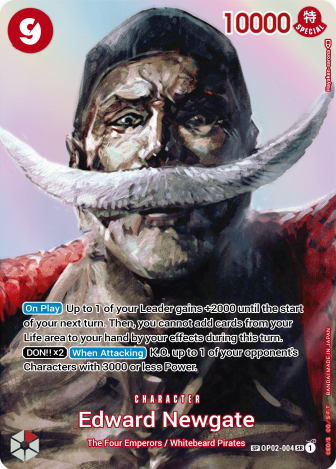 9
10000
特
SPECIAL
On Play Up to 1 of your Leader gains +2000 until the start
of your next turn. Then, you cannot add cards from your
Life area to your hand by your effects during this turn.
DON!!×2 When Attacking K.O. up to 1 of your opponent's
Characters with 3000 or less Power.
CHARACTER
Edward Newgate
The Four Emperors / Whitebeard Pirates
SP OP02-004 SR 1
BANDAI MADE IN JAPAN